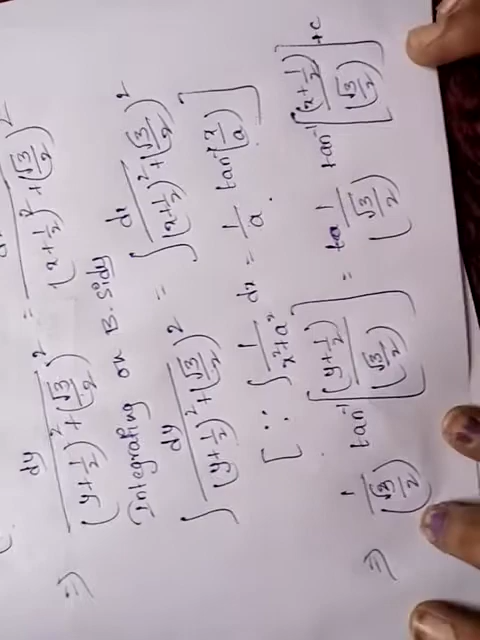 ⇒ dy/((y+1/2)²+(√3/2)²) = /((x+1/2)²+(√3/2)²)
Integrating on B. sidy
∫ dy/((y+1/2)²+(√3/2)²) = ∫ dx/((x+1/2)²+(√3/2)²)
[∵ ∫ 1/(x²+a²) dx = 1/a tan⁻¹(x/a)]
⇒ 1/(√3/2) tan⁻¹[(y+1/2)/(√3/2)] = 1/(√3/2) tan⁻¹[(x+1/2)/(√3/2)] +c